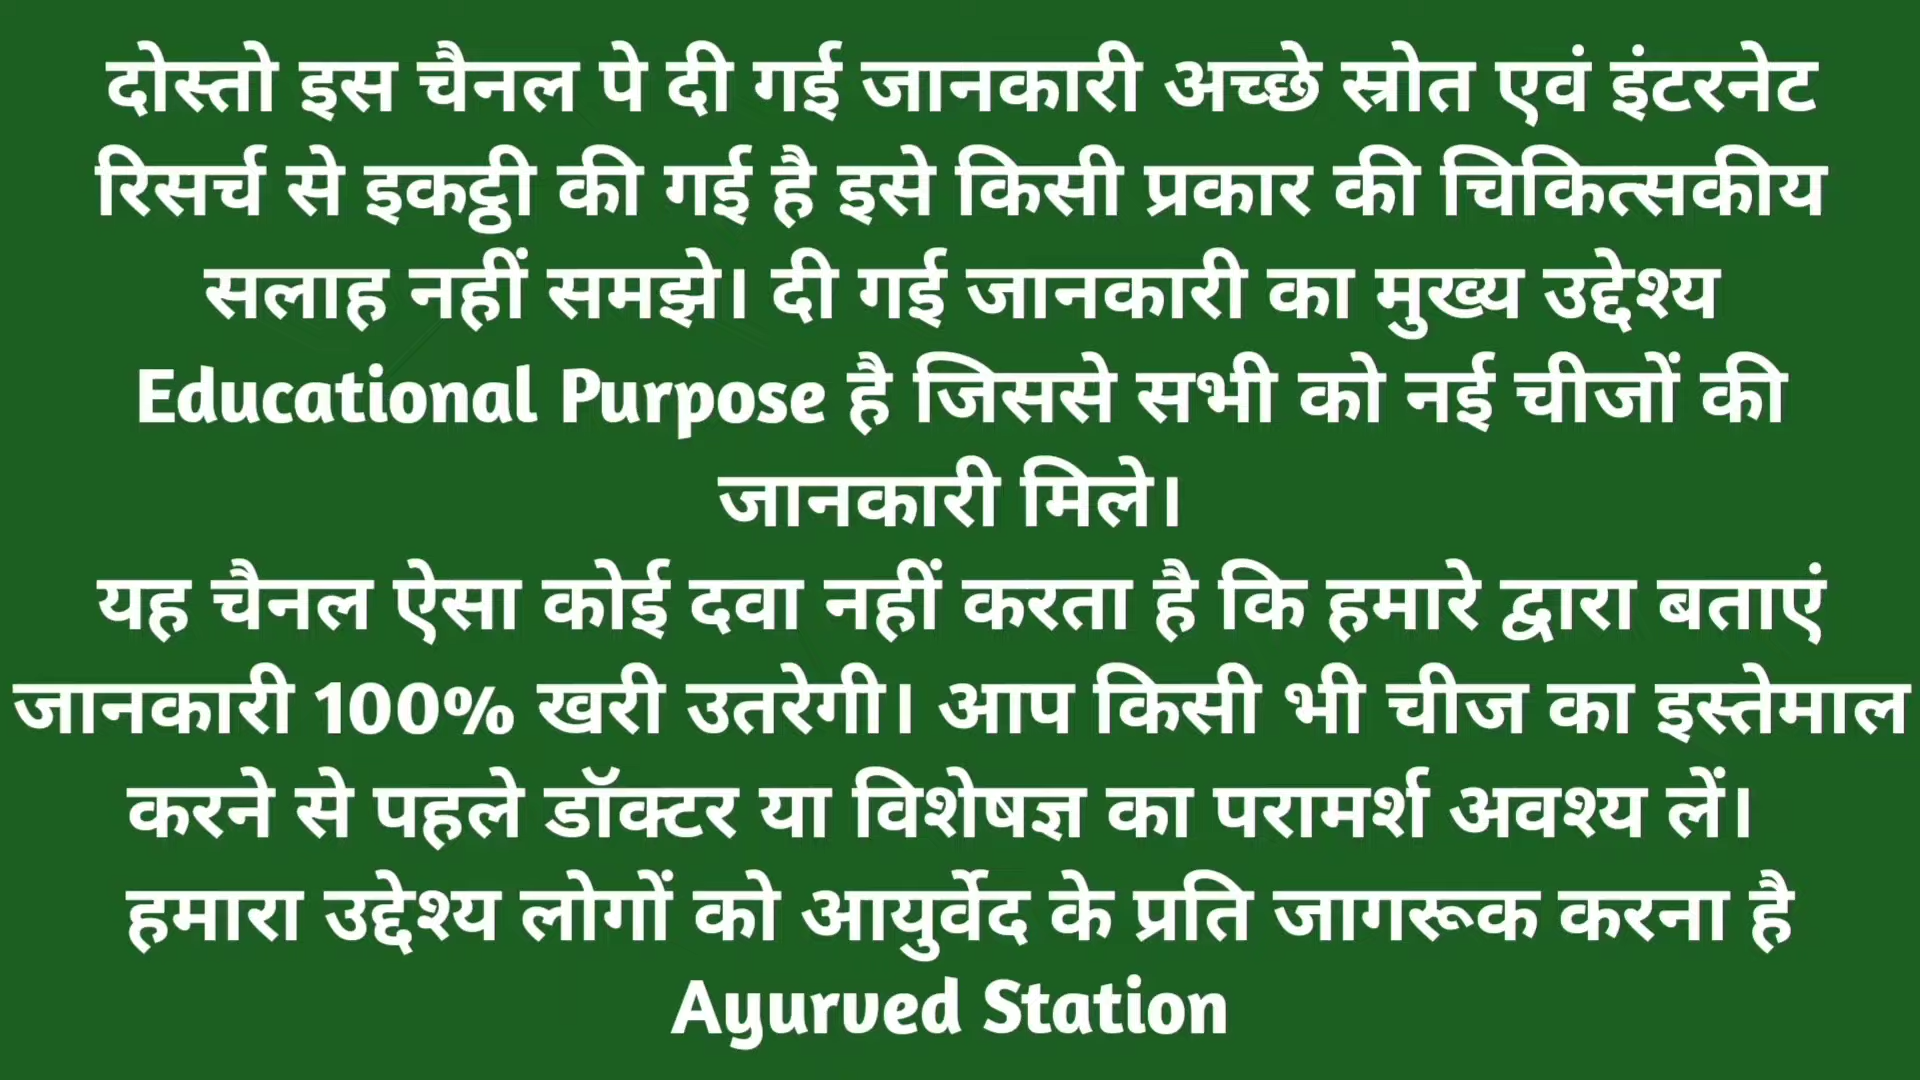 दोस्तो इस चैनल पे दी गई जानकारी अच्छे स्रोत एवं इंटरनेट
रिसर्च से इकट्ठी की गई है इसे किसी प्रकार की चिकित्सकीय
सलाह नहीं समझे। दी गई जानकारी का मुख्य उद्देश्य
Educational Purpose है जिससे सभी को नई चीजों की
जानकारी मिले।
यह चैनल ऐसा कोई दवा नहीं करता है कि हमारे द्वारा बताएं
जानकारी 100% खरी उतरेगी। आप किसी भी चीज का इस्तेमाल
करने से पहले डॉक्टर या विशेषज्ञ का परामर्श अवश्य लें।
हमारा उद्देश्य लोगों को आयुर्वेद के प्रति जागरूक करना है
Ayurved Station